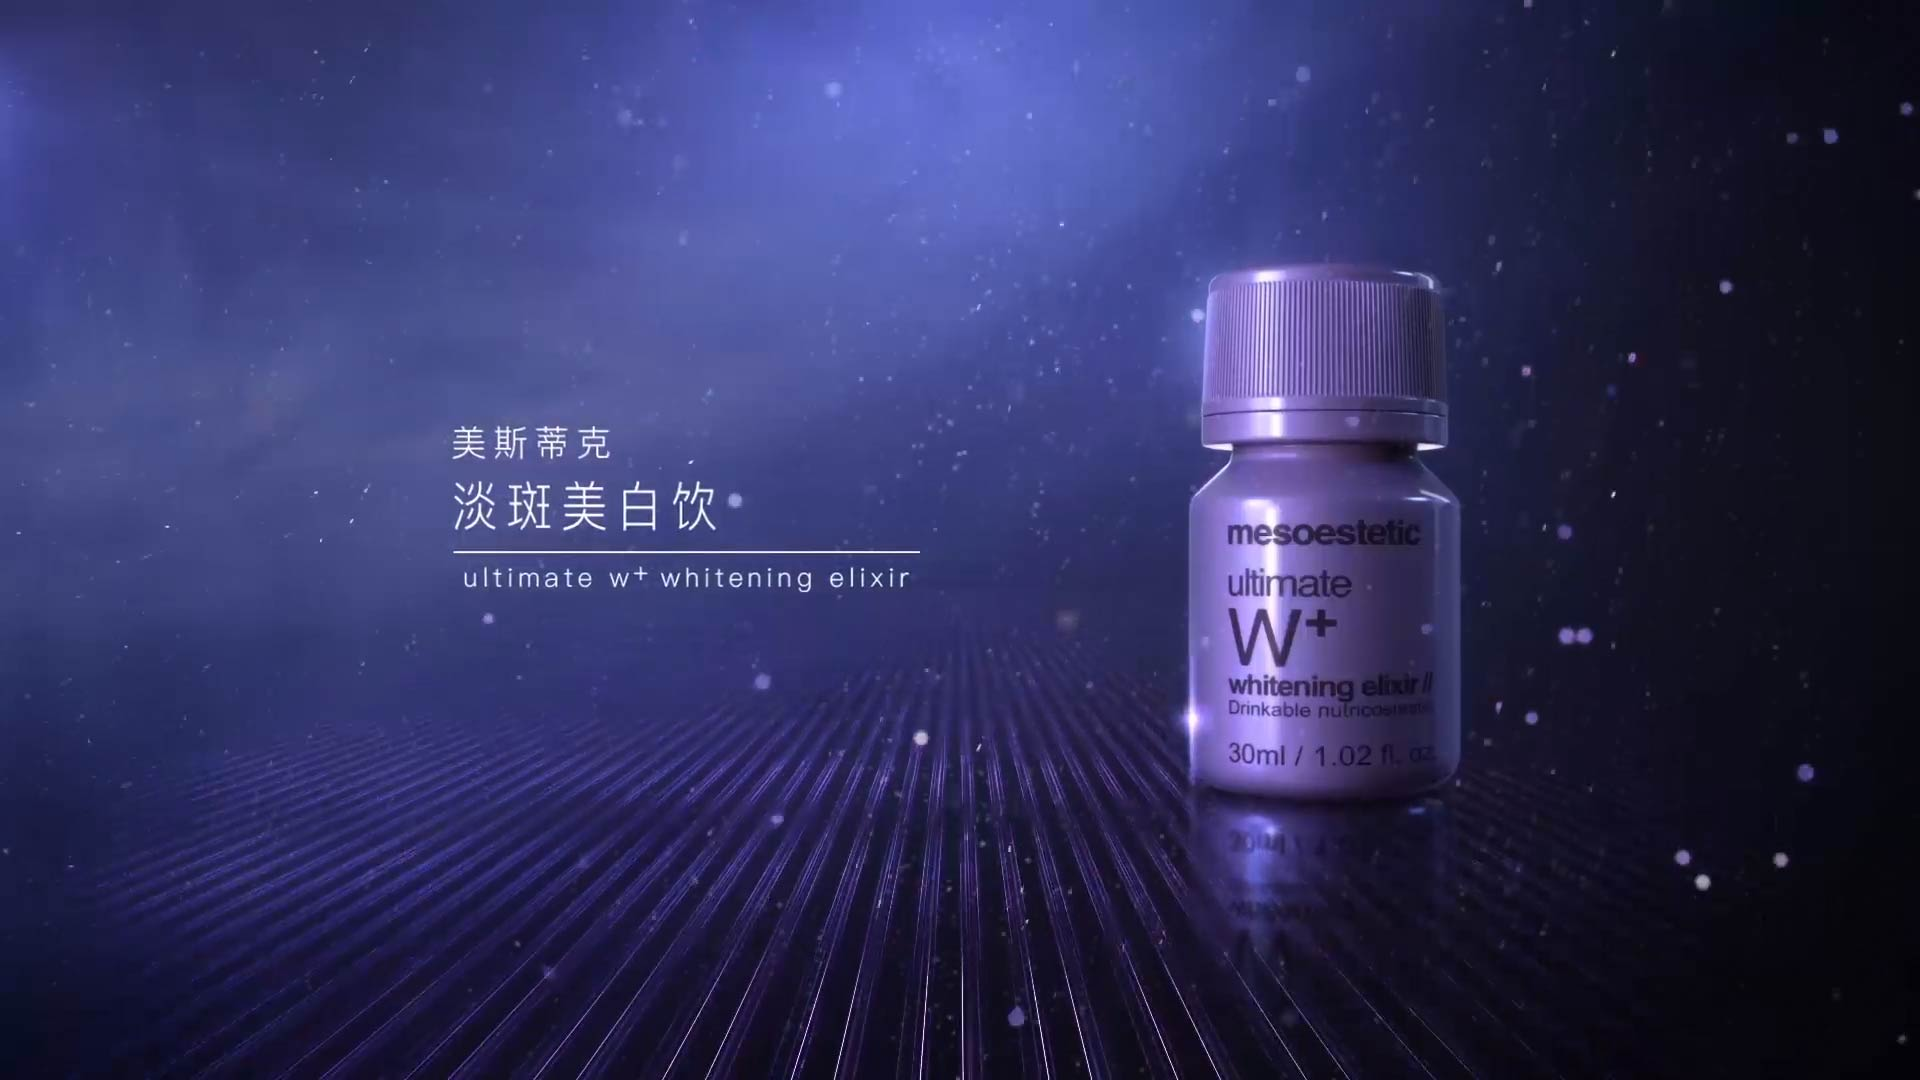 美斯蒂克
淡斑美白饮
ultimate w⁺ whitening elixir
mesoestetic
ultimate
W⁺
whitening elixir //
Drinkable
30ml / 1.02 fl. oz.